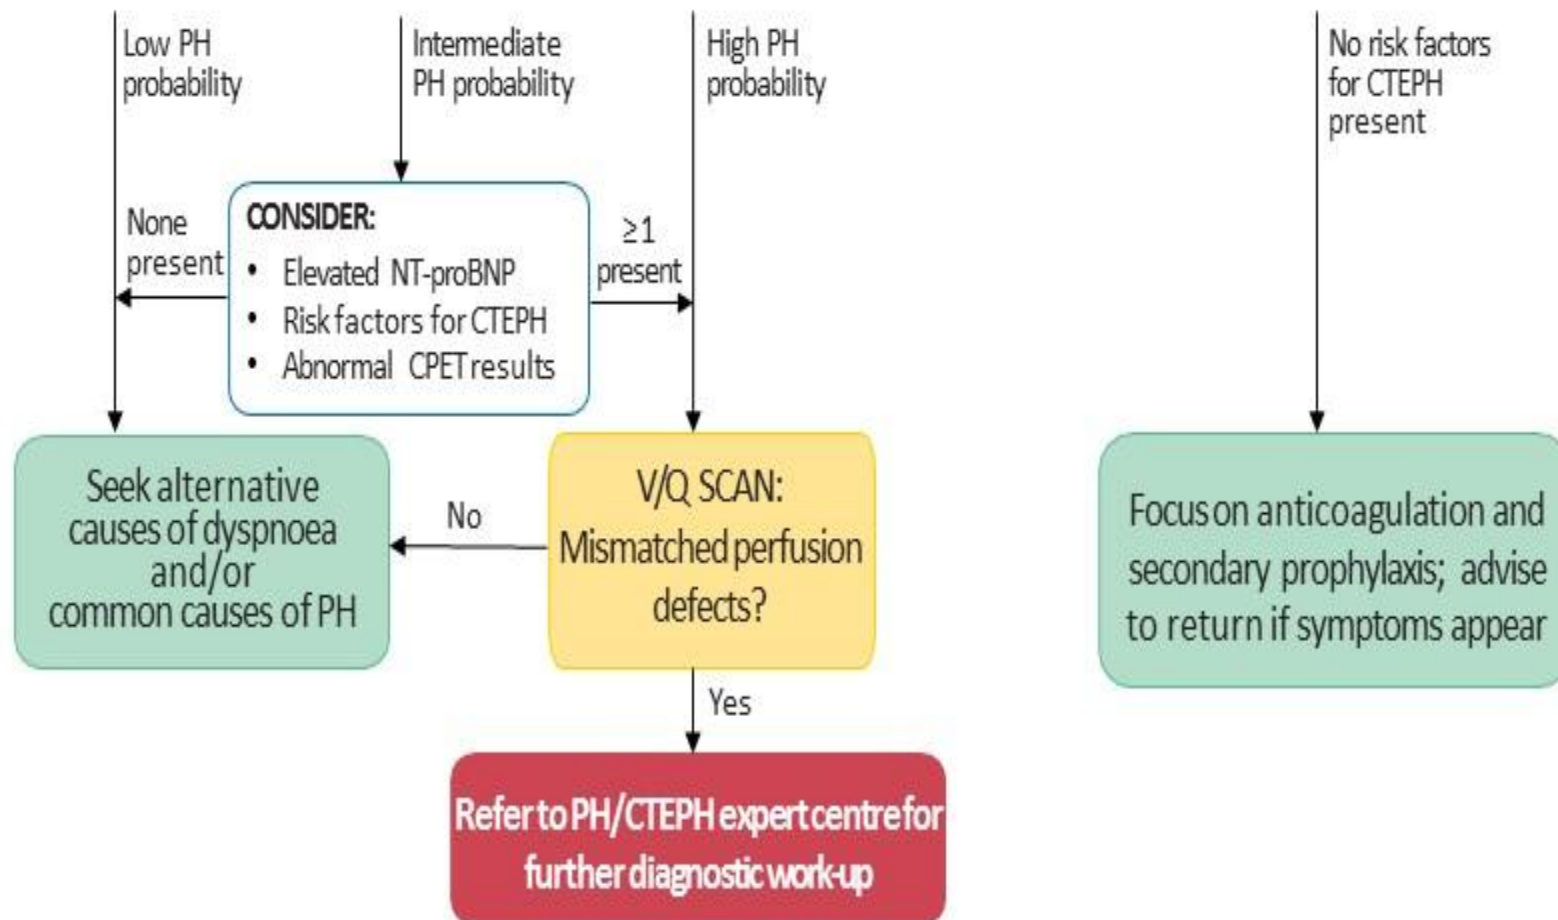 Low PH
probability
Intermediate
PH probability
High PH
probability
No risk factors
for CTEPH
present
None
present
CONSIDER:
• Elevated NT-proBNP
• Risk factors for CTEPH
• Abnormal CPET results
≥1
present
Seek alternative
causes of dyspnoea
and/or
common causes of PH
No
V/Q SCAN:
Mismatched perfusion
defects?
Focus on anticoagulation and
secondary prophylaxis; advise
to return if symptoms appear
Yes
Refer to PH/CTEPH expert centre for
further diagnostic work-up